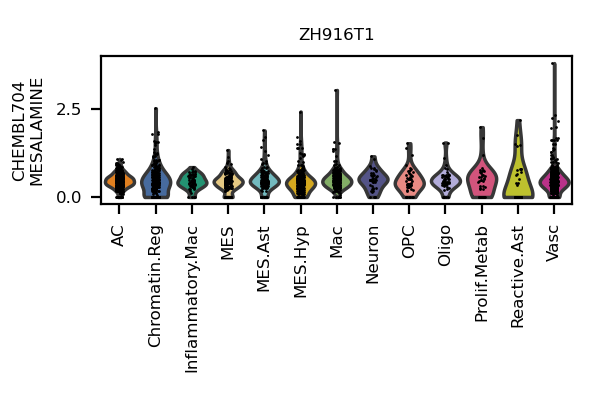 ZH916T1
CHEMBL704
MESALAMINE
2.5
0.0
AC
Chromatin.Reg
Inflammatory.Mac
MES
MES.Ast
MES.Hyp
Mac
Neuron
OPC
Oligo
Prolif.Metab
Reactive.Ast
Vasc